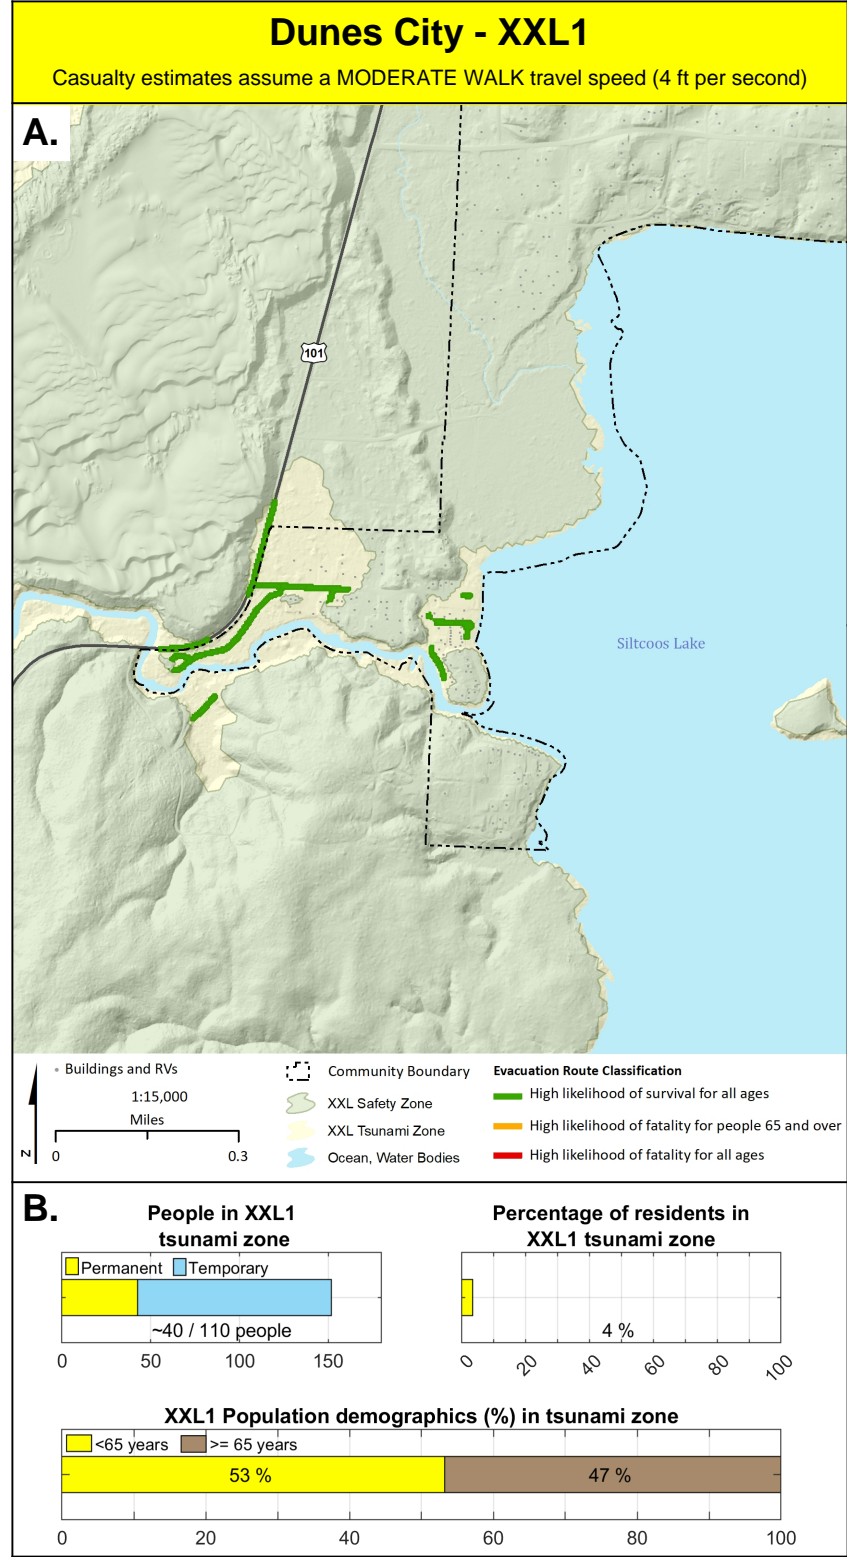 Dunes City - XXL1
Casualty estimates assume a MODERATE WALK travel speed (4 ft per second)
A.
101
Siltcoos Lake
Buildings and RVs
1:15,000
Miles
0 0.3
N
Community Boundary
XXL Safety Zone
XXL Tsunami Zone
Ocean, Water Bodies
Evacuation Route Classification
High likelihood of survival for all ages
High likelihood of fatality for people 65 and over
High likelihood of fatality for all ages
B.
People in XXL1
tsunami zone
Permanent Temporary
~40 / 110 people
0 50 100 150
Percentage of residents in
XXL1 tsunami zone
4 %
0 20 40 60 80 100
XXL1 Population demographics (%) in tsunami zone
<65 years >= 65 years
53 % 47 %
0 20 40 60 80 100